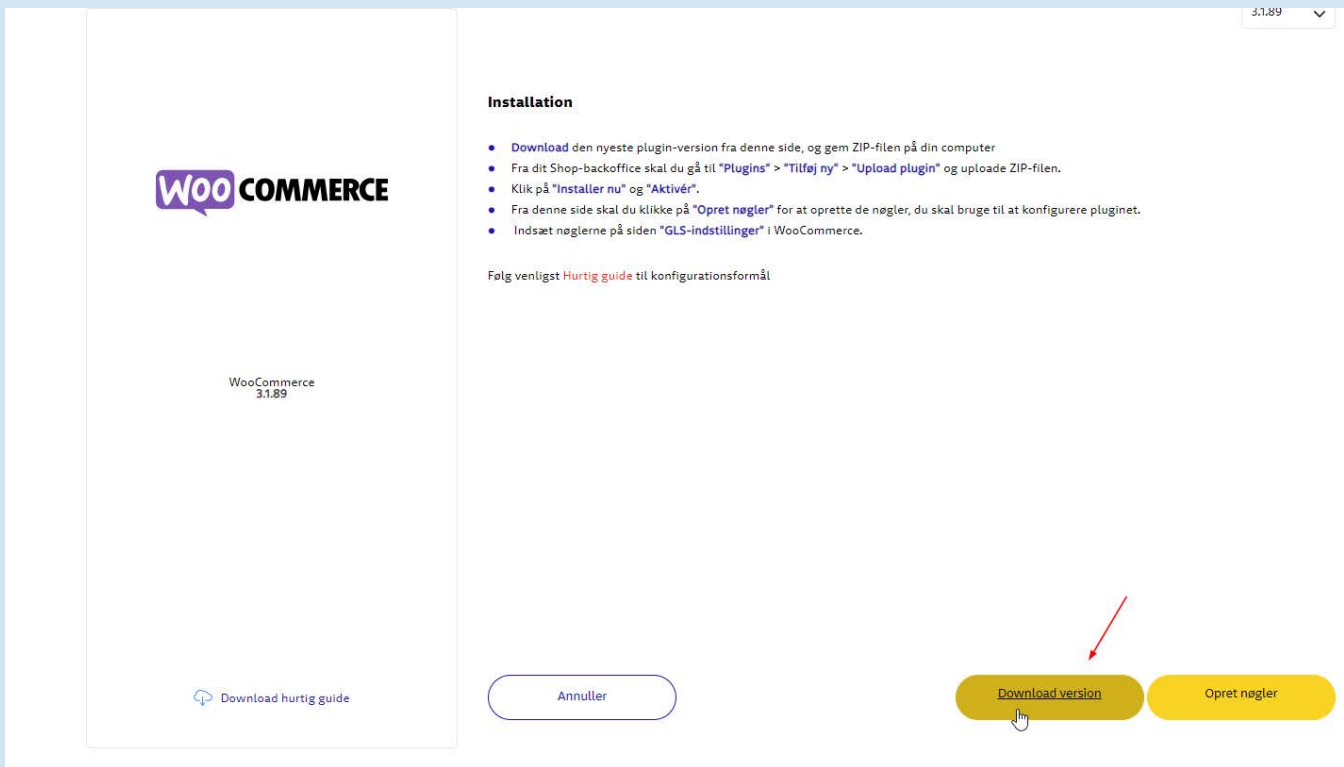 3.1.89
Installation
Download den nyeste plugin-version fra denne side, og gem ZIP-filen på din computer
Fra dit Shop-backoffice skal du gå til "Plugins" > "Tilføj ny" > "Upload plugin" og uploade ZIP-filen.
Klik på "Installer nu" og "Aktivér".
Fra denne side skal du klikke på "Opret nøgler" for at oprette de nøgler, du skal bruge til at konfigurere pluginet.
Indsæt nøglerne på siden "GLS-indstillinger" i WooCommerce.
Følg venligst Hurtig guide til konfigurationsformål
WOO COMMERCE
WooCommerce
3.1.89
Download hurtig guide
Annuller
Download version
Opret nøgler